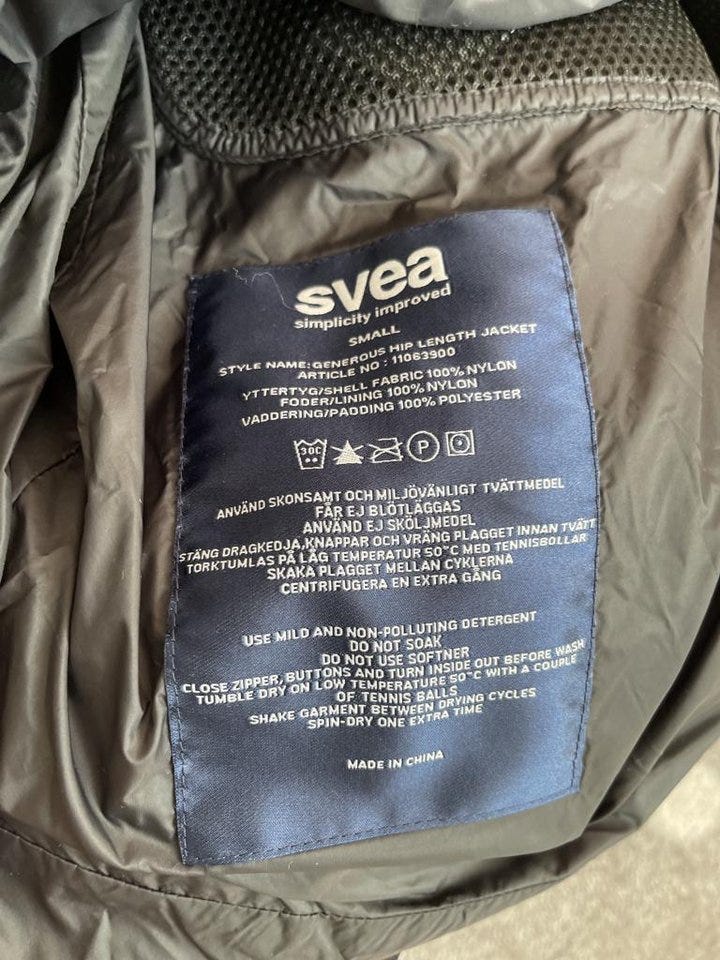 svea
simplicity improved
SMALL
STYLE NAME: GENEROUS HIP LENGTH JACKET
ARTICLE NO : 11063900
YTTERTYG/SHELL FABRIC 100% NYLON
FODER/LINING 100% NYLON
VADDERING/PADDING 100% POLYESTER
30C P
ANVÄND SKONSAMT OCH MILJÖVÄNLIGT TVÄTTMEDEL
FÅR EJ BLÖTLÄGGAS
ANVÄND EJ SKÖLJMEDEL
STÄNG DRAGKEDJA,KNAPPAR OCH VRÄNG PLAGGET INNAN TVÄTT
TORKTUMLAS PÅ LÅG TEMPERATUR 50°C MED TENNISBOLLAR
SKAKA PLAGGET MELLAN CYKLERNA
CENTRIFUGERA EN EXTRA GÅNG
USE MILD AND NON-POLLUTING DETERGENT
DO NOT SOAK
DO NOT USE SOFTNER
CLOSE ZIPPER, BUTTONS AND TURN INSIDE OUT BEFORE WASH
TUMBLE DRY ON LOW TEMPERATURE 50°C WITH A COUPLE
OF TENNIS BALLS
SHAKE GARMENT BETWEEN DRYING CYCLES
SPIN-DRY ONE EXTRA TIME
MADE IN CHINA